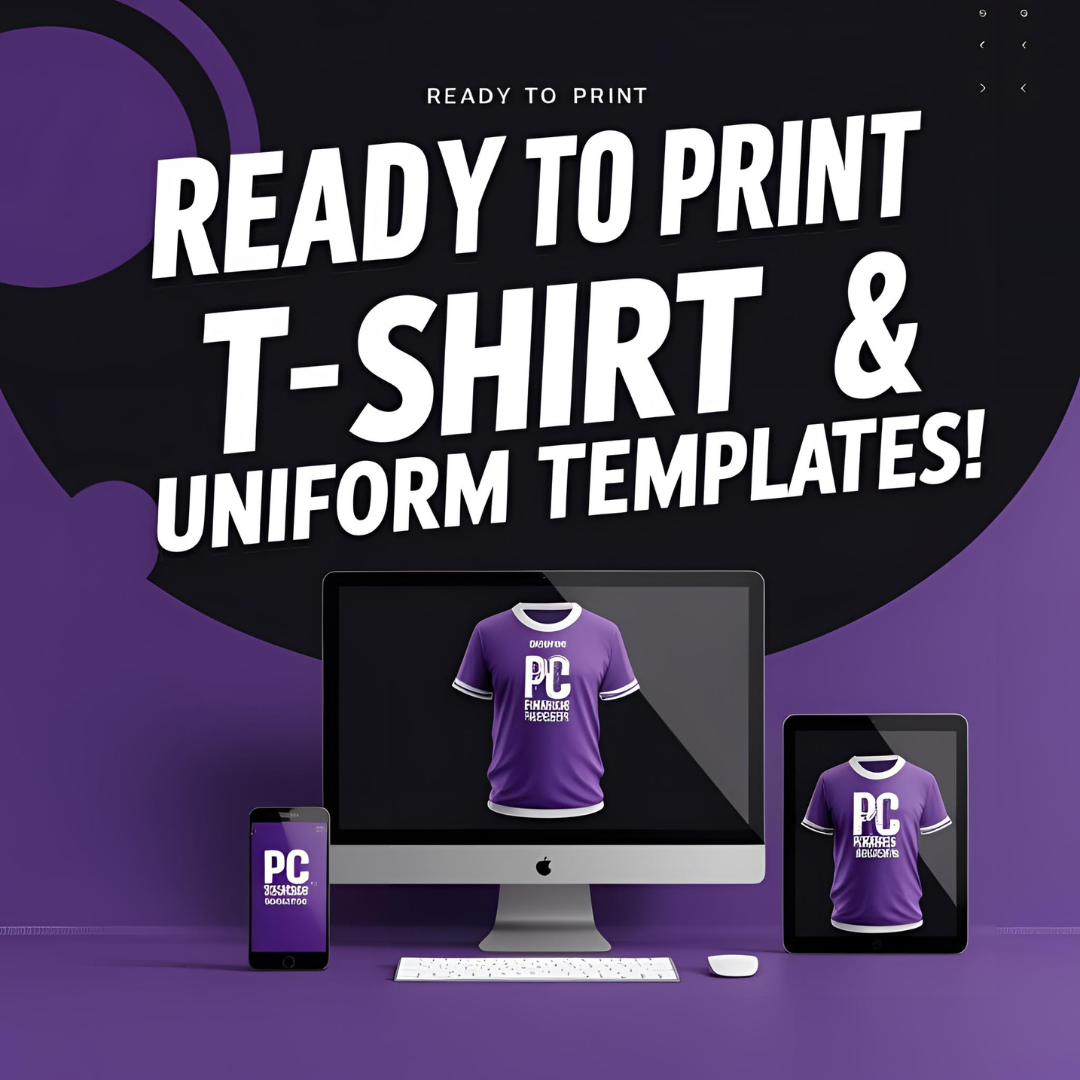 READY TO PRINT
READY TO PRINT
T-SHIRT &
UNIFORM TEMPLATES!
PC
PC
PC